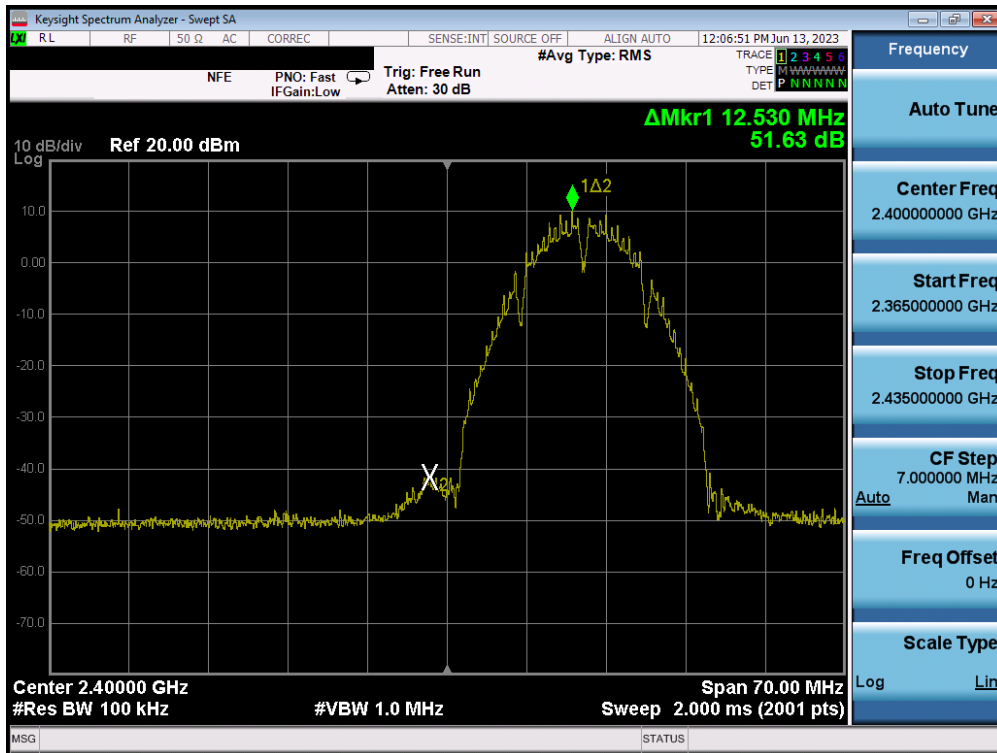 Keysight Spectrum Analyzer - Swept SA
LXI RL RF 50 Ω AC CORREC SENSE:INT SOURCE OFF ALIGN AUTO 12:06:51 PM Jun 13, 2023
NFE PNO: Fast Trig: Free Run #Avg Type: RMS TRACE 1 2 3 4 5 6
IFGain:Low Atten: 30 dB TYPE M WWWWW
DET P N N N N N
ΔMkr1 12.530 MHz
51.63 dB
10 dB/div Ref 20.00 dBm
Log
1Δ2
10.0
0.00
-10.0
-20.0
-30.0
-40.0
X2
-50.0
-60.0
-70.0
Center 2.40000 GHz Span 70.00 MHz
#Res BW 100 kHz #VBW 1.0 MHz Sweep 2.000 ms (2001 pts)
MSG STATUS
Frequency
Auto Tune
Center Freq
2.400000000 GHz
Start Freq
2.365000000 GHz
Stop Freq
2.435000000 GHz
CF Step
7.000000 MHz
Auto Man
Freq Offset
0 Hz
Scale Type
Log Lin